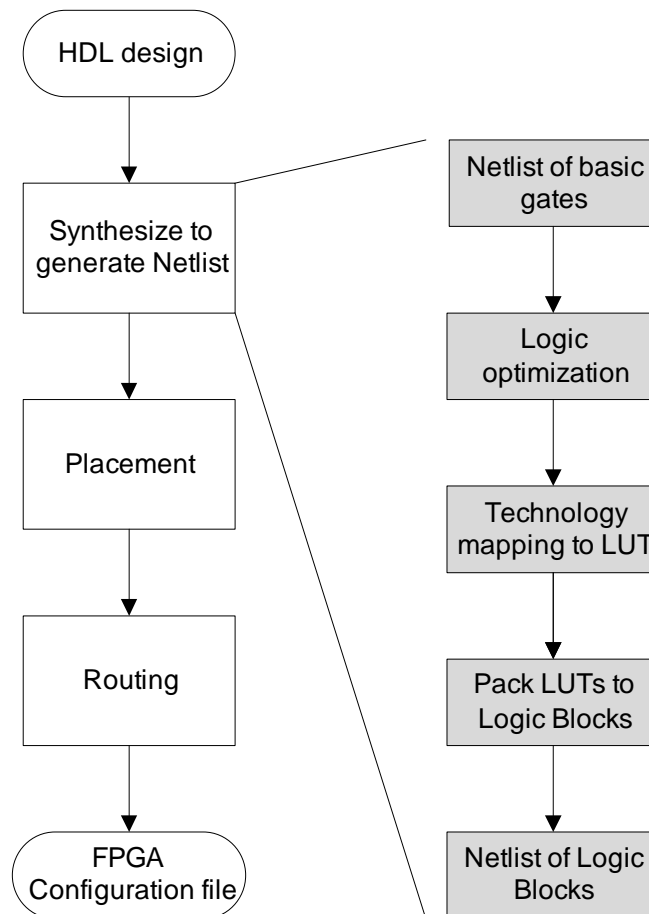 HDL design
Synthesize to
generate Netlist
Placement
Routing
FPGA
Configuration file
Netlist of basic
gates
Logic
optimization
Technology
mapping to LUT
Pack LUTs to
Logic Blocks
Netlist of Logic
Blocks